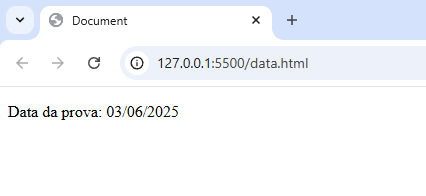 Document
127.0.0.1:5500/data.html
Data da prova: 03/06/2025